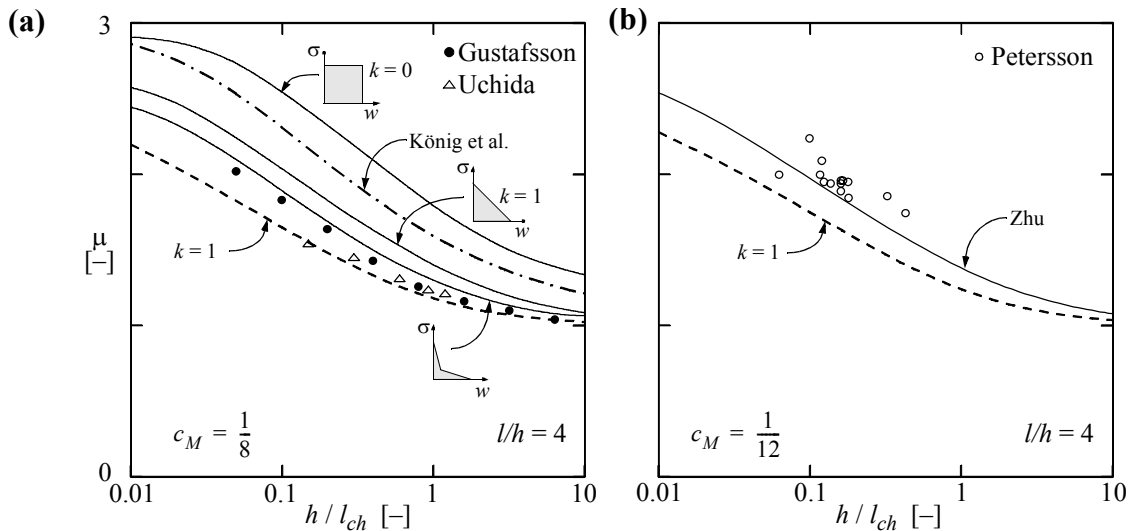 (a)
3
σ
k = 0
w
Gustafsson
Uchida
König et al.
σ
k = 1
w
μ
[–]
k = 1
σ
w
c_M = 1/8
l/h = 4
0
0.01
0.1
1
10
h / l_ch [–]
(b)
Petersson
Zhu
k = 1
c_M = 1/12
l/h = 4
0.01
0.1
1
10
h / l_ch [–]